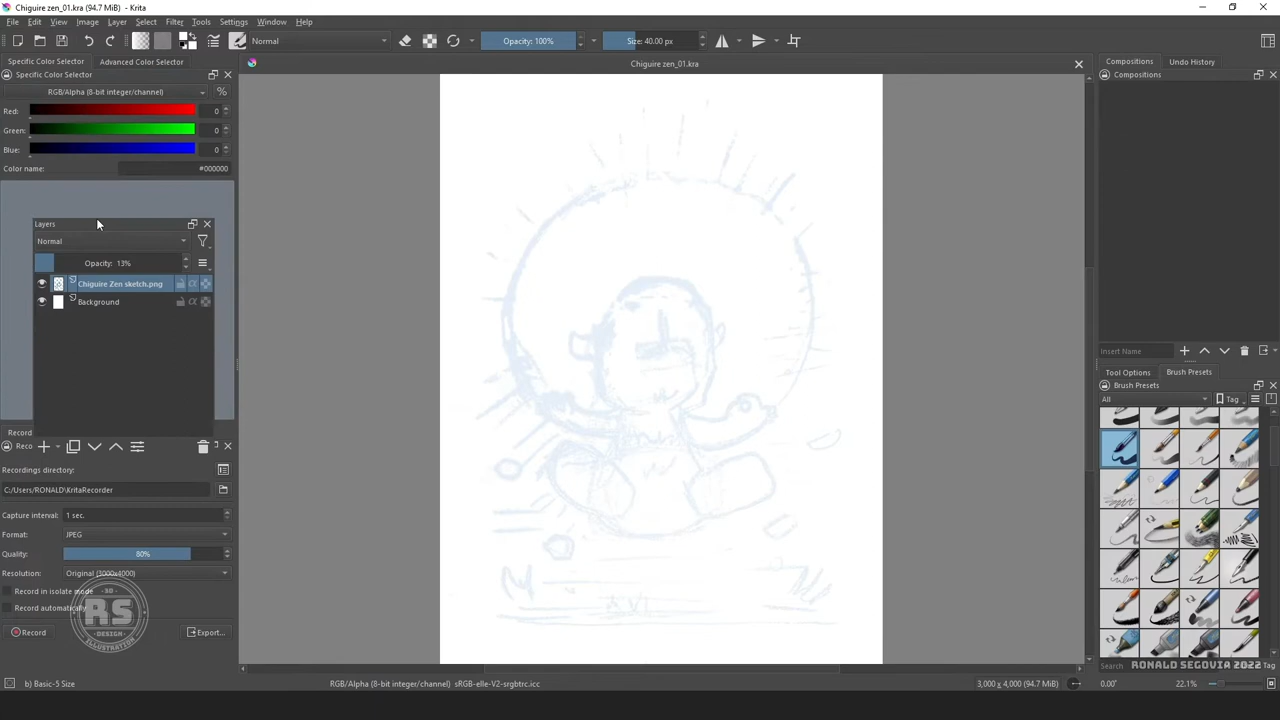 Chiguire zen_01.kra (94.7 MiB) - Krita
File Edit View Image Layer Select Filter Tools Settings Window Help
Normal
Opacity: 100%
Size: 40.00 px
Specific Color Selector Advanced Color Selector
Specific Color Selector
RGB/Alpha (8-bit integer/channel) %
Red: 0
Green: 0
Blue: 0
Color name: #000000
Layers
Normal
Opacity: 13%
Chiguire Zen sketch.png
Background
Record
Reco
Recordings directory:
C:/Users/RONALD\KritaRecorder
Capture interval: 1 sec.
Format: JPEG
Quality: 80%
Resolution: Original (3000x4000)
Record in isolate mode
Record automatically
Record Export...
3D
RS
DESIGN
ILLUSTRATION
Chiguire zen_01.kra
Compositions Undo History
Compositions
Insert Name
Tool Options Brush Presets
Brush Presets
All Tag
Search Tag
RONALD SEGOVIA 2022
b) Basic-5 Size
RGB/Alpha (8-bit integer/channel) sRGB-elle-V2-srgbtrc.icc
3,000 x 4,000 (94.7 MiB)
0.00°
22.1%